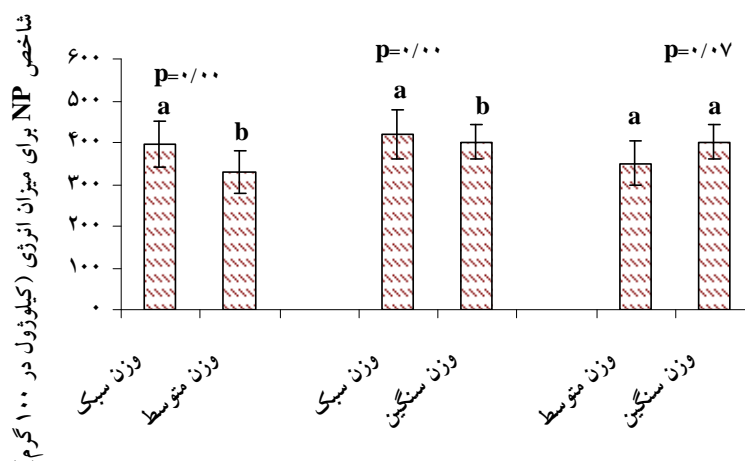 شاخص NP برای میزان انرژی (کیلوژول در ۱۰۰ گرم
۶۰۰
۵۰۰
۴۰۰
۳۰۰
۲۰۰
۱۰۰
۰
p=۰/۰۰
a
b
p=۰/۰۰
a
b
p=۰/۰۷
a
a
وزن سبک
وزن متوسط
وزن سبک
وزن سنگین
وزن متوسط
وزن سنگین